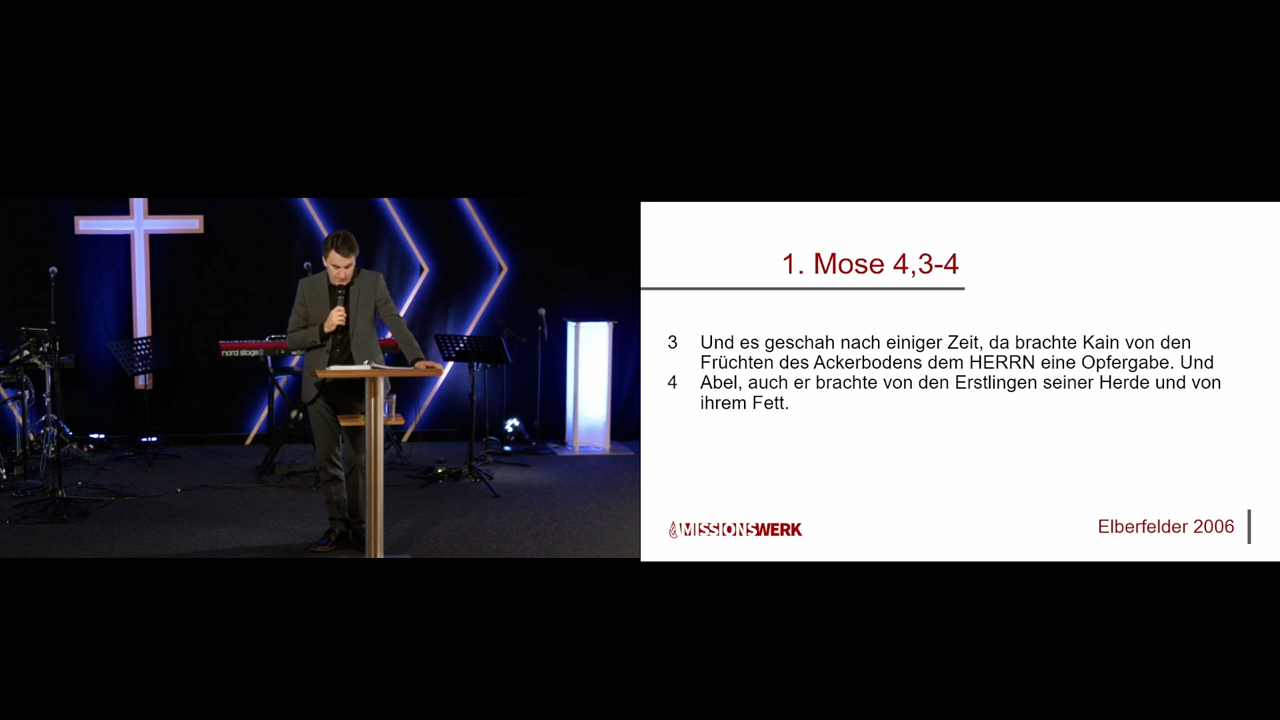 nord stage
1. Mose 4,3-4
3 Und es geschah nach einiger Zeit, da brachte Kain von den
Früchten des Ackerbodens dem HERRN eine Opfergabe. Und
4 Abel, auch er brachte von den Erstlingen seiner Herde und von
ihrem Fett.
MISSIONSWERK
Elberfelder 2006